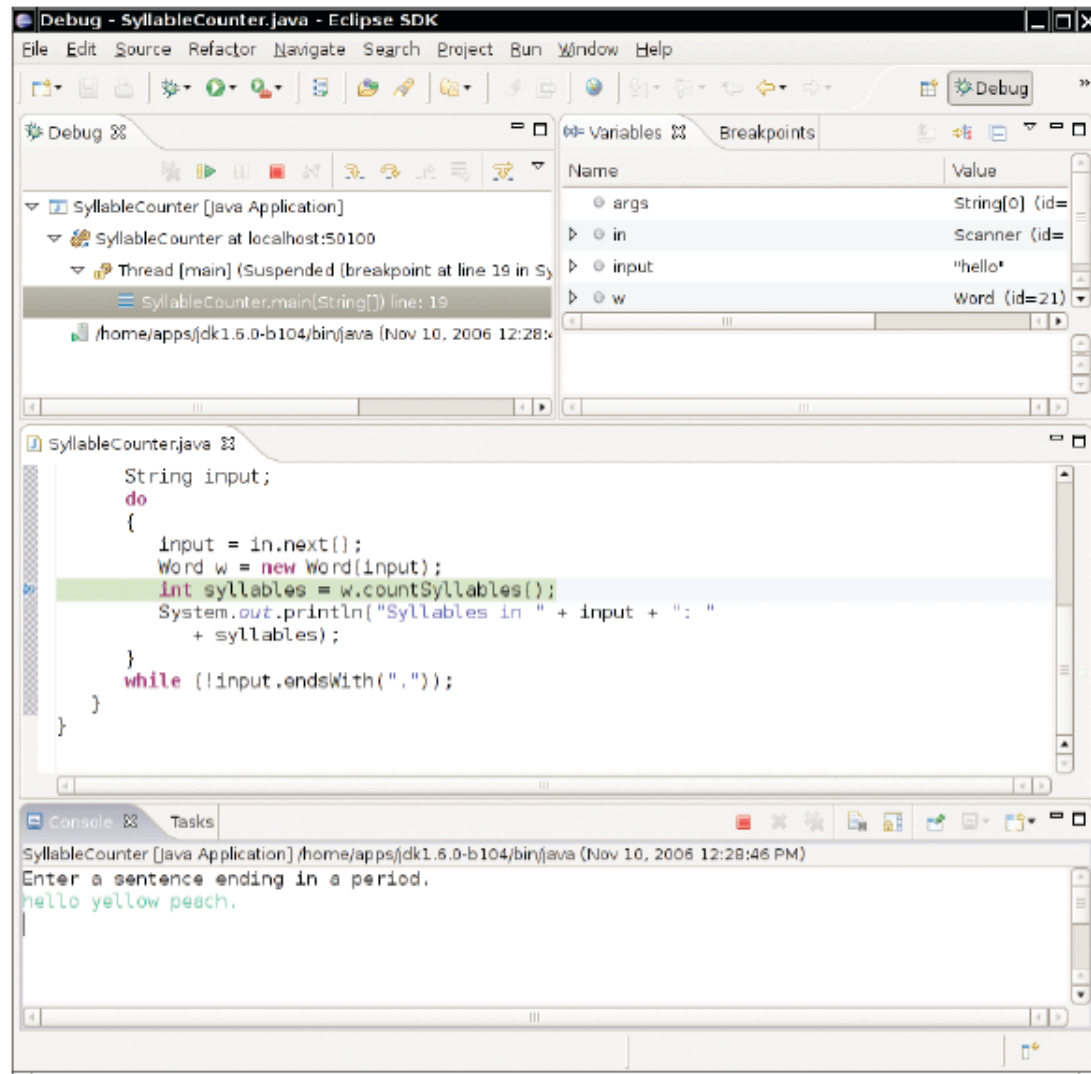 Debug - SyllableCounter.java - Eclipse SDK
File Edit Source Refactor Navigate Search Project Run Window Help
Debug
Debug
Variables Breakpoints
Name Value
args String[0] (id=
in Scanner (id=
input "hello"
w Word (id=21)
SyllableCounter [Java Application]
SyllableCounter at localhost:50100
Thread [main] (Suspended (breakpoint at line 19 in Sy
SyllableCounter.main(String[]) line: 19
/home/apps/jdk1.6.0-b104/bin/java (Nov 10, 2006 12:28:4
SyllableCounter.java
String input;
do
{
input = in.next();
Word w = new Word(input);
int syllables = w.countSyllables();
System.out.println("Syllables in " + input + ": "
+ syllables);
}
while (!input.endsWith("."));
}
}
Console Tasks
SyllableCounter [Java Application] /home/apps/jdk1.6.0-b104/bin/java (Nov 10, 2006 12:28:46 PM)
Enter a sentence ending in a period.
hello yellow peach.